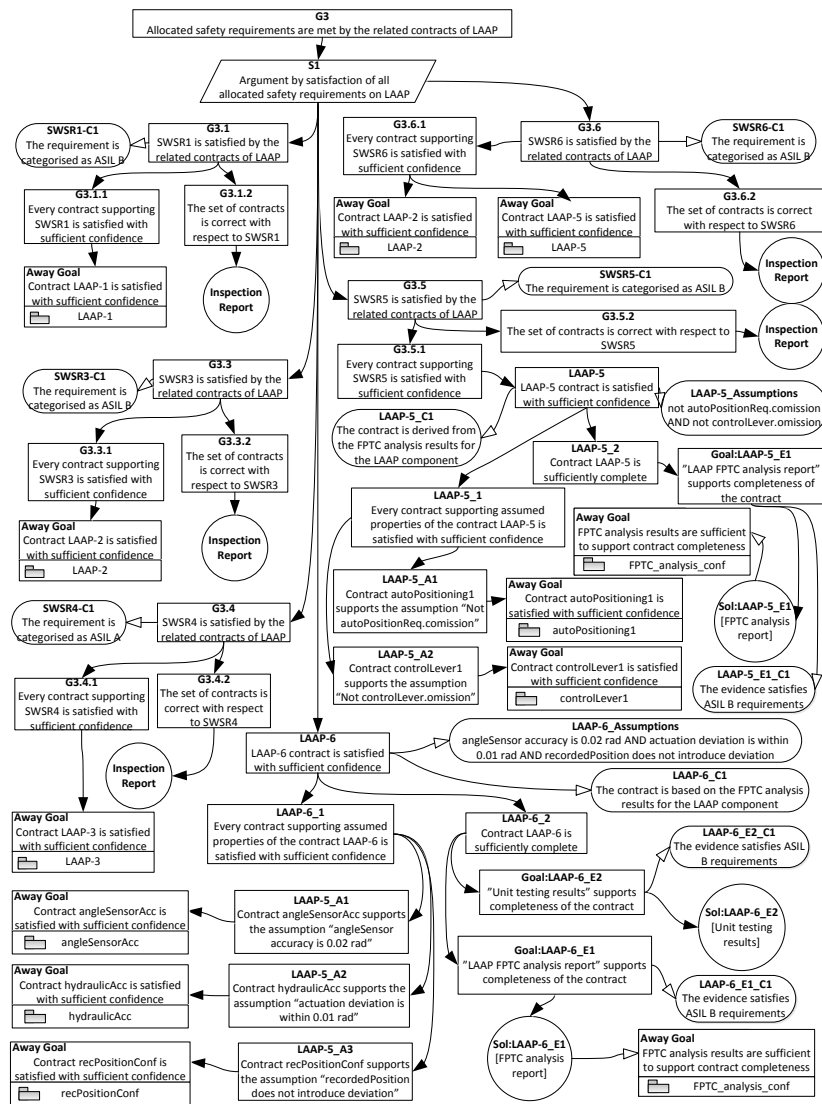 G3
Allocated safety requirements are met by the related contracts of LAAP
S1
Argument by satisfaction of all
allocated safety requirements on LAAP
SWSR1-C1
The requirement is
categorised as ASIL B
G3.1
SWSR1 is satisfied by the
related contracts of LAAP
G3.6.1
Every contract supporting
SWSR6 is satisfied with
sufficient confidence
G3.6
SWSR6 is satisfied by the
related contracts of LAAP
SWSR6-C1
The requirement is
categorised as ASIL B
G3.1.1
Every contract supporting
SWSR1 is satisfied with
sufficient confidence
G3.1.2
The set of contracts
is correct with
respect to SWSR1
Away Goal
Contract LAAP-2 is satisfied
with sufficient confidence
LAAP-2
Away Goal
Contract LAAP-5 is satisfied
with sufficient confidence
LAAP-5
G3.6.2
The set of contracts is correct
with respect to SWSR6
Away Goal
Contract LAAP-1 is satisfied
with sufficient confidence
LAAP-1
Inspection
Report
Inspection
Report
G3.5
SWSR5 is satisfied by the
related contracts of LAAP
SWSR5-C1
The requirement is categorised as ASIL B
G3.5.2
The set of contracts is correct with respect to
SWSR5
Inspection
Report
G3.5.1
Every contract supporting
SWSR5 is satisfied with
sufficient confidence
SWSR3-C1
The requirement is
categorised as ASIL B
G3.3
SWSR3 is satisfied by the
related contracts of LAAP
LAAP-5
LAAP-5 contract is satisfied
with sufficient confidence
LAAP-5_Assumptions
not autoPositionReq.comission
AND not controlLever.omission
LAAP-5_C1
The contract is derived from
the FPTC analysis results for
the LAAP component
LAAP-5_2
Contract LAAP-5 is
sufficiently complete
Goal:LAAP-5_E1
"LAAP FPTC analysis report"
supports completeness of
the contract
G3.3.1
Every contract supporting
SWSR3 is satisfied with
sufficient confidence
G3.3.2
The set of contracts
is correct with
respect to SWSR3
LAAP-5_1
Every contract supporting assumed
properties of the contract LAAP-5 is
satisfied with sufficient confidence
Away Goal
FPTC analysis results are sufficient
to support contract completeness
FPTC_analysis_conf
Away Goal
Contract LAAP-2 is satisfied
with sufficient confidence
LAAP-2
Inspection
Report
LAAP-5_A1
Contract autoPositioning1
supports the assumption "Not
autoPositionReq.comission"
Away Goal
Contract autoPositioning1 is
satisfied with sufficient confidence
autoPositioning1
Sol:LAAP-5_E1
[FPTC analysis
report]
SWSR4-C1
The requirement is
categorised as ASIL A
G3.4
SWSR4 is satisfied by the
related contracts of LAAP
LAAP-5_A2
Contract controlLever1
supports the assumption
"Not controlLever.omission"
Away Goal
Contract controlLever1 is satisfied
with sufficient confidence
controlLever1
LAAP-5_E1_C1
The evidence satisfies
ASIL B requirements
G3.4.1
Every contract supporting
SWSR4 is satisfied with
sufficient confidence
G3.4.2
The set of contracts is
correct with respect
to SWSR4
LAAP-6
LAAP-6 contract is satisfied
with sufficient confidence
LAAP-6_Assumptions
angleSensor accuracy is 0.02 rad AND actuation deviation is within
0.01 rad AND recordedPosition does not introduce deviation
Inspection
Report
LAAP-6_C1
The contract is based on the FPTC analysis
results for the LAAP component
LAAP-6_1
Every contract supporting assumed
properties of the contract LAAP-6 is
satisfied with sufficient confidence
LAAP-6_2
Contract LAAP-6 is
sufficiently complete
Away Goal
Contract LAAP-3 is satisfied
with sufficient confidence
LAAP-3
LAAP-6_E2_C1
The evidence satisfies ASIL
B requirements
Goal:LAAP-6_E2
"Unit testing results" supports
completeness of the contract
Sol:LAAP-6_E2
[Unit testing
results]
Away Goal
Contract angleSensorAcc is
satisfied with sufficient confidence
angleSensorAcc
LAAP-5_A1
Contract angleSensorAcc supports
the assumption "angleSensor
accuracy is 0.02 rad"
Goal:LAAP-6_E1
"LAAP FPTC analysis report" supports
completeness of the contract
LAAP-6_E1_C1
The evidence satisfies
ASIL B requirements
Away Goal
Contract hydraulicAcc is satisfied
with sufficient confidence
hydraulicAcc
LAAP-5_A2
Contract hydraulicAcc supports the
assumption "actuation deviation is
within 0.01 rad"
Sol:LAAP-6_E1
[FPTC analysis
report]
Away Goal
FPTC analysis results are sufficient
to support contract completeness
FPTC_analysis_conf
Away Goal
Contract recPositionConf is
satisfied with sufficient confidence
recPositionConf
LAAP-5_A3
Contract recPositionConf supports
the assumption "recordedPosition
does not introduce deviation"